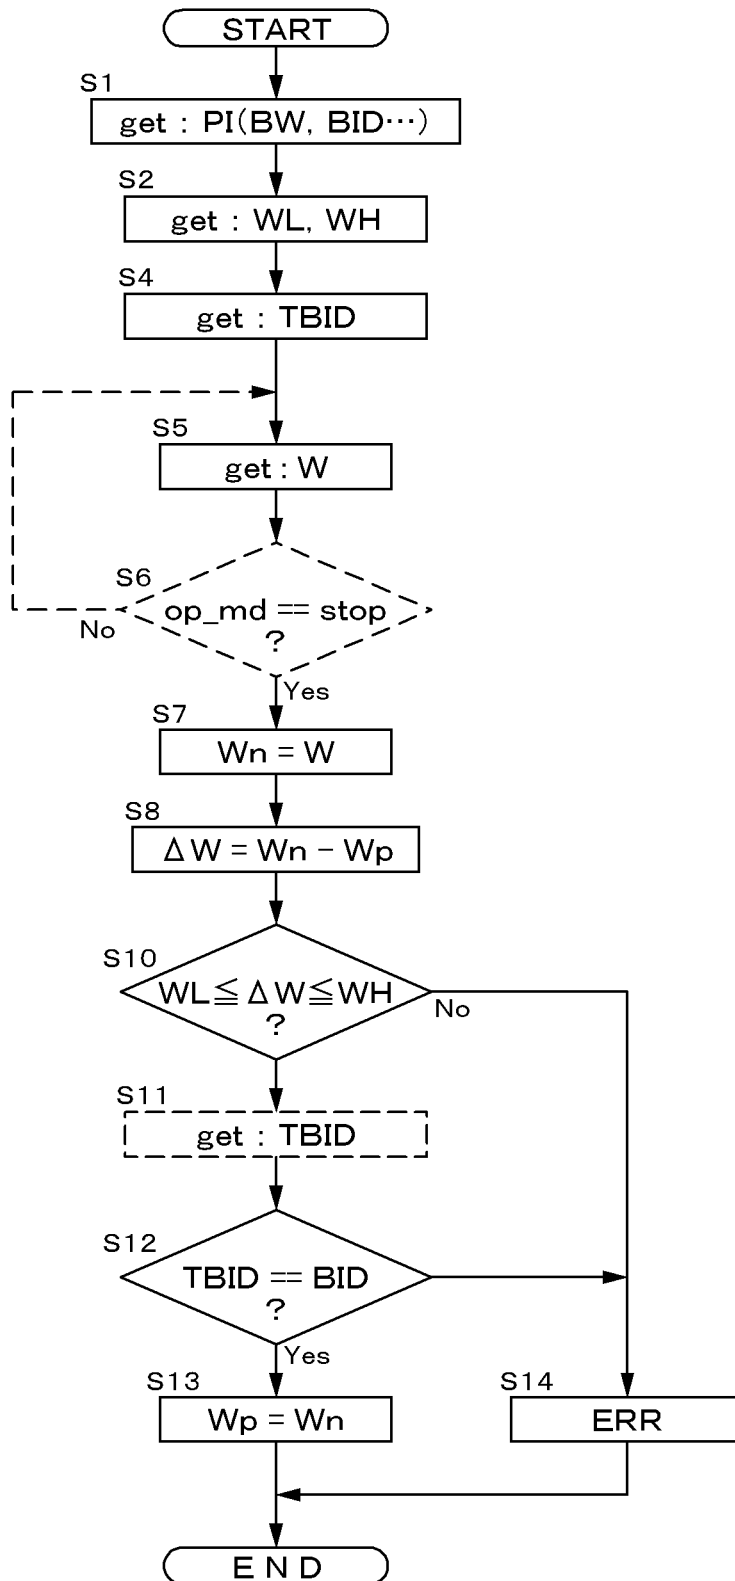 START
S1
get : PI(BW, BID⋯)
S2
get : WL, WH
S4
get : TBID
S5
get : W
S6
op_md == stop
?
No
Yes
S7
Wn = W
S8
ΔW = Wn − Wp
S10
WL≦ΔW≦WH
?
No
S11
get : TBID
S12
TBID == BID
?
Yes
S13
Wp = Wn
S14
ERR
END